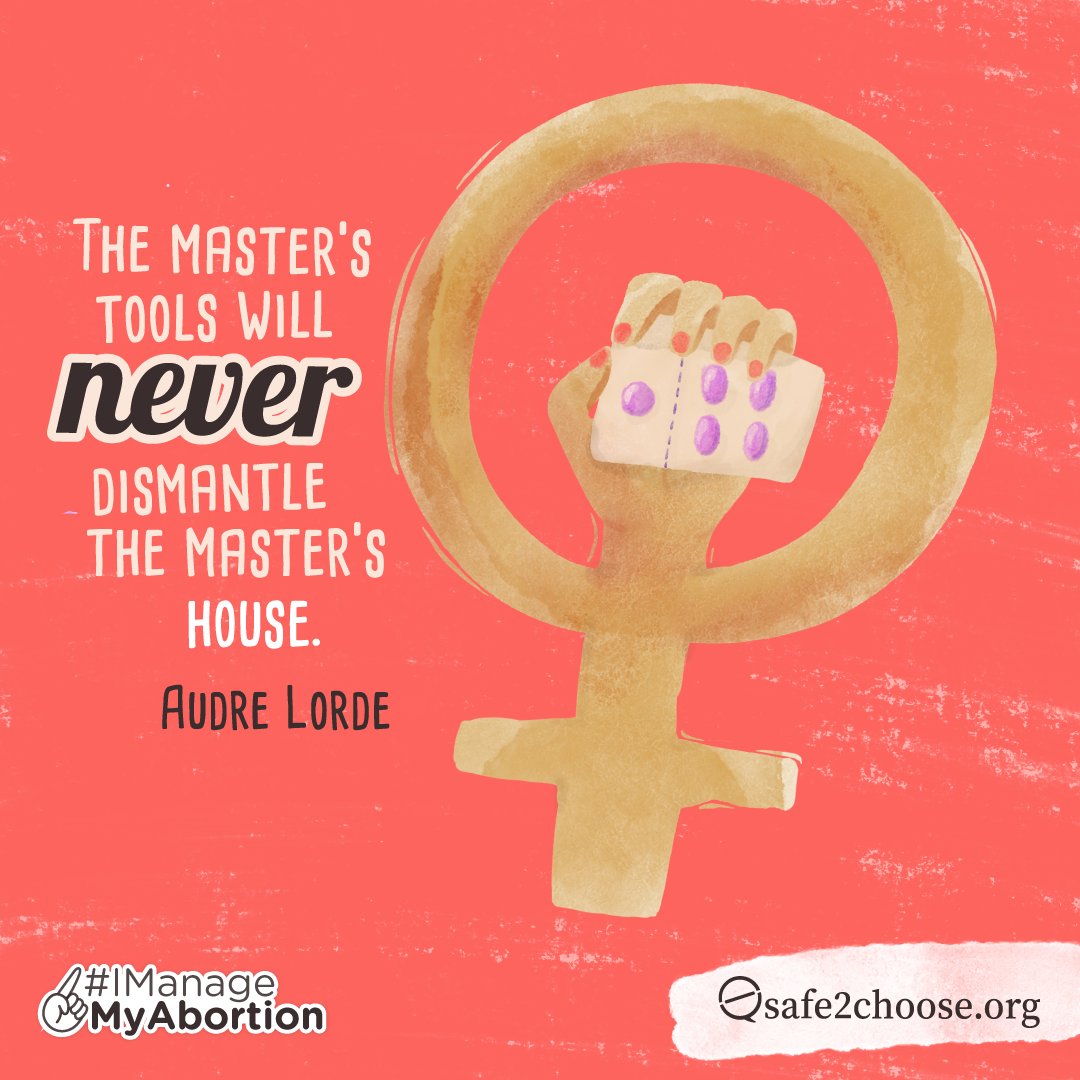 THE MASTER'S
TOOLS WILL
never
DISMANTLE
THE MASTER'S
HOUSE.
AUDRE LORDE
#IManage
MyAbortion
safe2choose.org